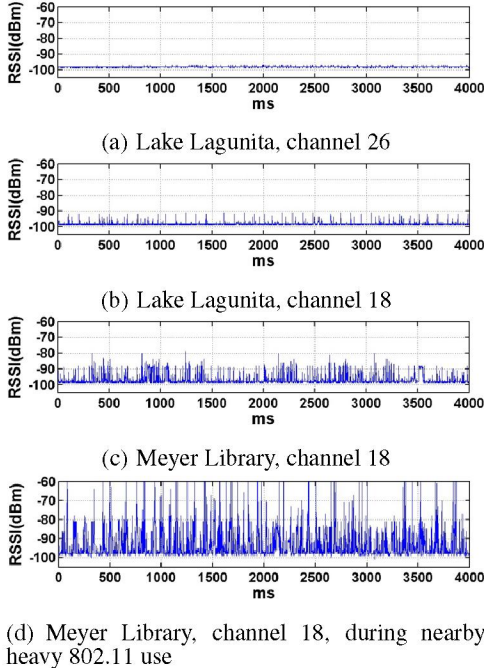 RSSI(dBm)
-60
-70
-80
-90
-100
0 500 1000 1500 2000 2500 3000 3500 4000
ms
(a) Lake Lagunita, channel 26
RSSI(dBm)
-60
-70
-80
-90
-100
0 500 1000 1500 2000 2500 3000 3500 4000
ms
(b) Lake Lagunita, channel 18
RSSI(dBm)
-60
-70
-80
-90
-100
0 500 1000 1500 2000 2500 3000 3500 4000
ms
(c) Meyer Library, channel 18
RSSI(dBm)
-60
-70
-80
-90
-100
0 500 1000 1500 2000 2500 3000 3500 4000
ms
(d) Meyer Library, channel 18, during nearby
heavy 802.11 use